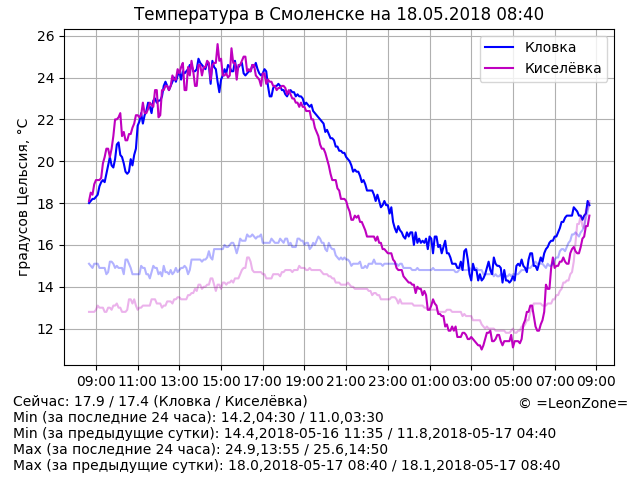 Температура в Смоленске на 18.05.2018 08:40
Кловка
Киселёвка
градусов Цельсия, °C
26
24
22
20
18
16
14
12
09:00 11:00 13:00 15:00 17:00 19:00 21:00 23:00 01:00 03:00 05:00 07:00 09:00
Сейчас: 17.9 / 17.4 (Кловка / Киселёвка)
© =LeonZone=
Min (за последние 24 часа): 14.2,04:30 / 11.0,03:30
Min (за предыдущие сутки): 14.4,2018-05-16 11:35 / 11.8,2018-05-17 04:40
Max (за последние 24 часа): 24.9,13:55 / 25.6,14:50
Max (за предыдущие сутки): 18.0,2018-05-17 08:40 / 18.1,2018-05-17 08:40